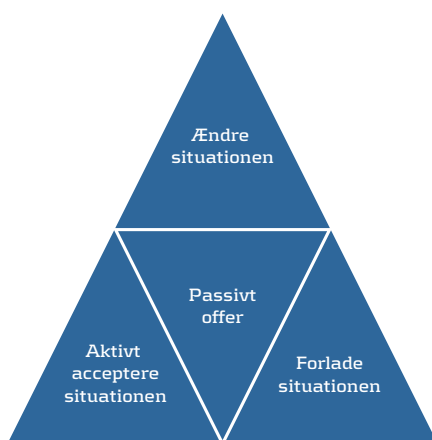 Ændre
situationen
Passivt
offer
Aktivt
acceptere
situationen
Forlade
situationen